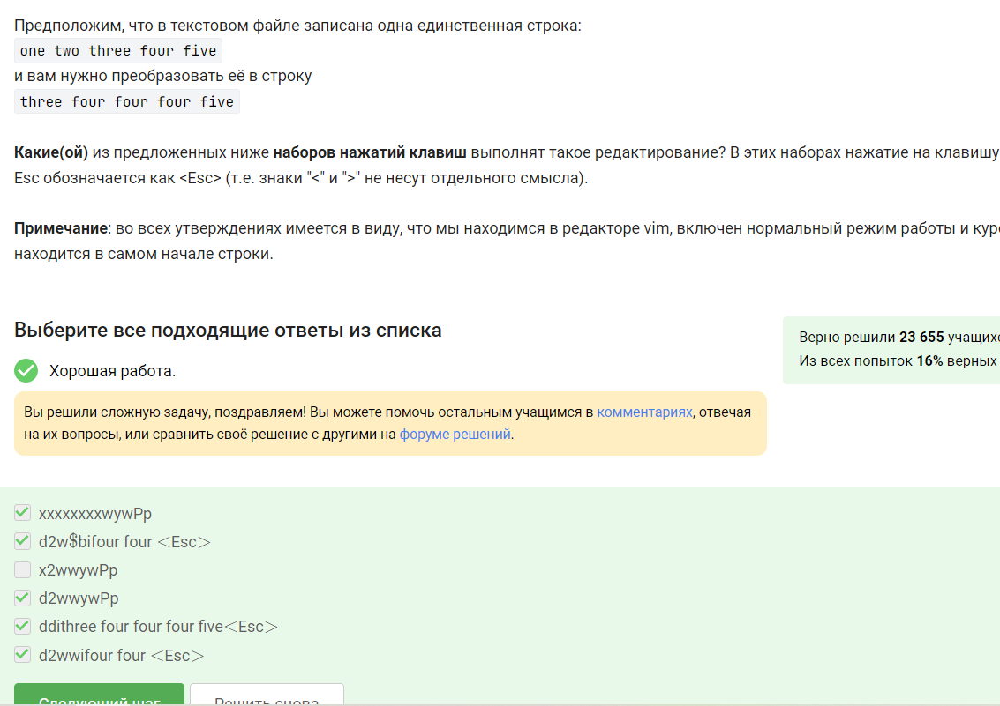 Предположим, что в текстовом файле записана одна единственная строка:
one two three four five
и вам нужно преобразовать её в строку
three four four four five
Какие(ой) из предложенных ниже наборов нажатий клавиш выполнят такое редактирование? В этих наборах нажатие на клавишу
Esc обозначается как <Esc> (т.е. знаки "<" и ">" не несут отдельного смысла).
Примечание: во всех утверждениях имеется в виду, что мы находимся в редакторе vim, включен нормальный режим работы и
находится в самом начале строки.
Выберите все подходящие ответы из списка
Хорошая работа.
Верно решили 23 655
Из всех попыток 16% верных
Вы решили сложную задачу, поздравляем! Вы можете помочь остальным учащимся в комментариях, отвечая
на их вопросы, или сравнить своё решение с другими на форуме решений.
xxxxxxxxwywPp
d2w$bifour four <Esc>
x2wwywPp
d2wwywPp
ddithree four four four five<Esc>
d2wwifour four <Esc>
Следующий шаг
Решить снова